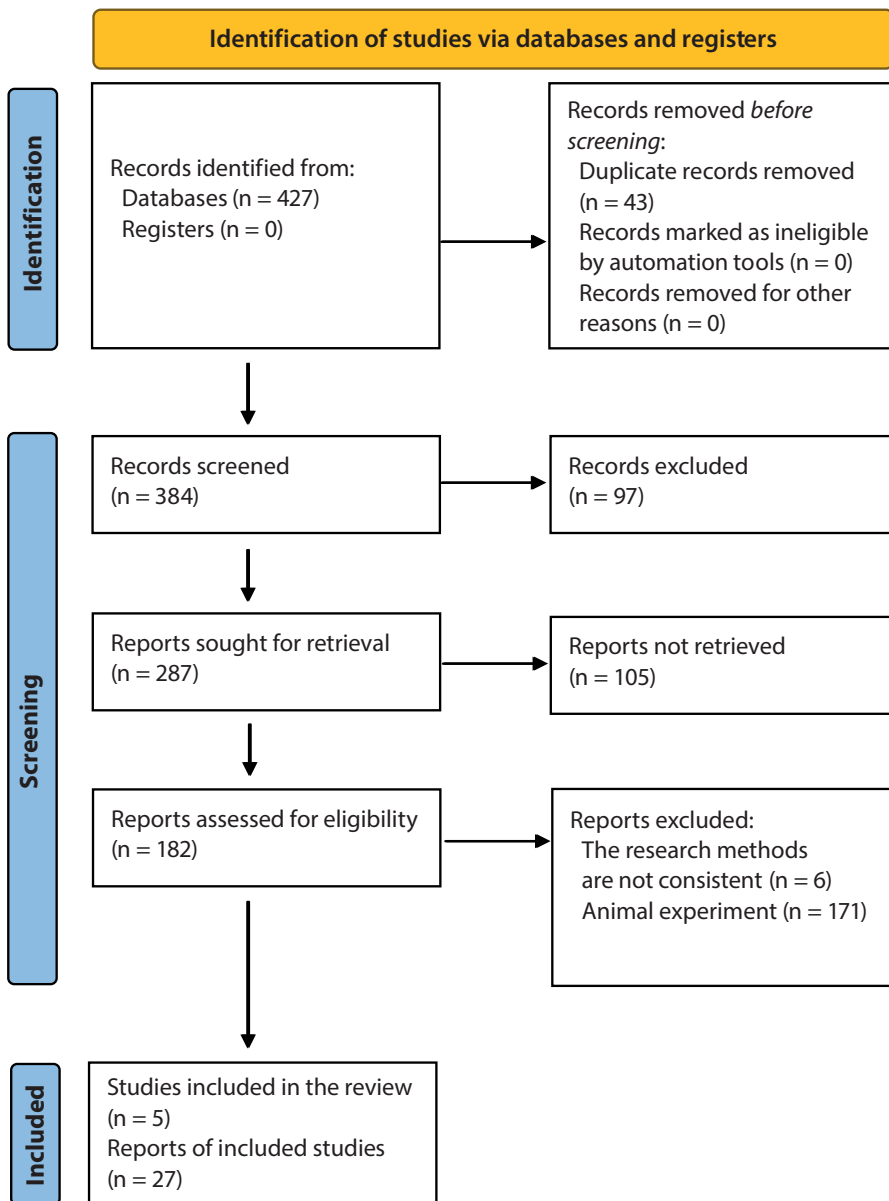 Identification of studies via databases and registers
Identification
Records identified from:
Databases (n = 427)
Registers (n = 0)
Records removed before
screening:
Duplicate records removed
(n = 43)
Records marked as ineligible
by automation tools (n = 0)
Records removed for other
reasons (n = 0)
Screening
Records screened
(n = 384)
Records excluded
(n = 97)
Reports sought for retrieval
(n = 287)
Reports not retrieved
(n = 105)
Reports assessed for eligibility
(n = 182)
Reports excluded:
The research methods
are not consistent (n = 6)
Animal experiment (n = 171)
Included
Studies included in the review
(n = 5)
Reports of included studies
(n = 27)